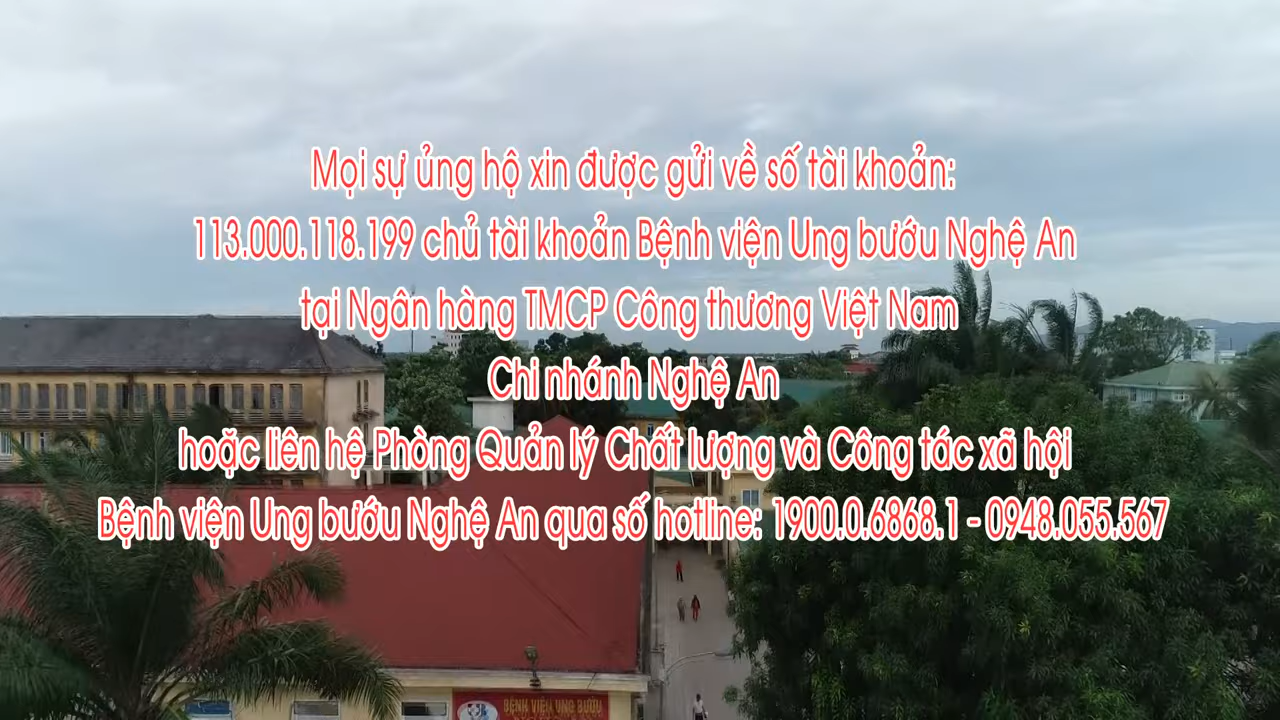 Mọi sự ủng hộ xin được gửi về số tài khoản:
113.000.118.199 chủ tài khoản Bệnh viện Ung bướu Nghệ An
tại Ngân hàng TMCP Công thương Việt Nam
Chi nhánh Nghệ An
hoặc liên hệ Phòng Quản lý Chất lượng và Công tác xã hội
Bệnh viện Ung bướu Nghệ An qua số hotline: 1900.0.6868.1 - 0948.055.567
BỆNH VIỆN UNG BƯỚU